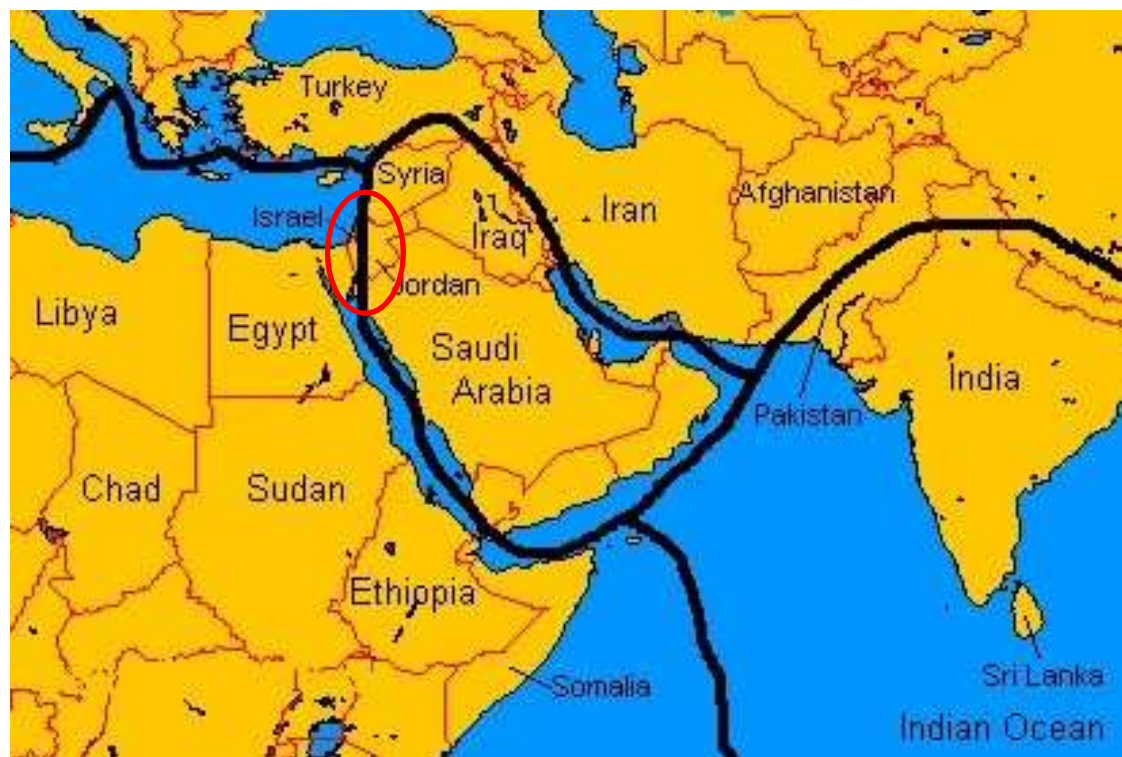 Turkey
Syria
Afghanistan
Israel
Iran
Iraq
Jordan
Libya
Egypt
Saudi
Arabia
India
Pakistan
Chad
Sudan
Ethiopia
Somalia
Sri Lanka
Indian Ocean